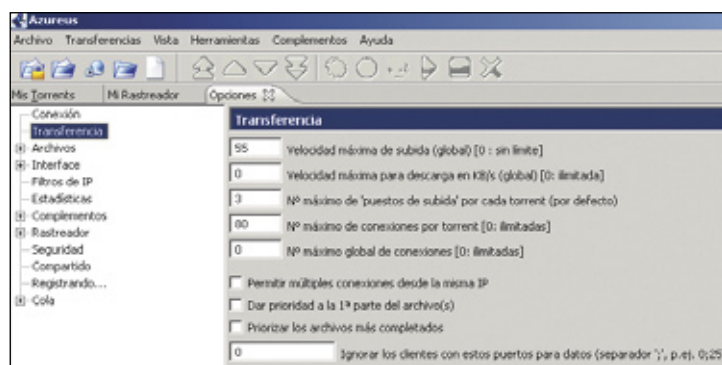 Azureus
Archivo Transferencias Vista Herramientas Complementos Ayuda
Mis Torrents Mi Rastreador Opciones
Conexión
Transferencia
Archivos
Interface
Filtros de IP
Estadísticas
Complementos
Rastreador
Seguridad
Compartido
Registrando...
Cola
Transferencia
55 Velocidad máxima de subida (global) [0 : sin límite]
0 Velocidad máxima para descarga en KB/s (global) [0: ilimitada]
3 Nº máximo de 'puestos de subida' por cada torrent (por defecto)
80 Nº máximo de conexiones por torrent [0: ilimitadas]
0 Nº máximo global de conexiones [0: ilimitadas]
Permitir múltiples conexiones desde la misma IP
Dar prioridad a la 1ª parte del archivo(s)
Priorizar los archivos más completados
0 Ignorar los clientes con estos puertos para datos (separador ';', p.ej. 0;25